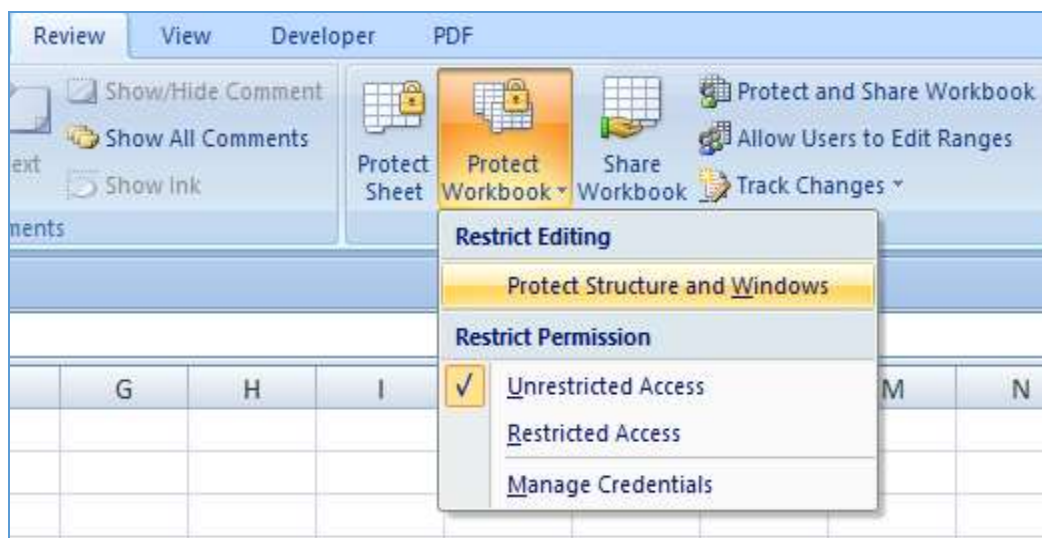 Review View Developer PDF
Show/Hide Comment
Show All Comments
ext
Show Ink
ments
Protect
Sheet
Protect
Workbook
Share
Workbook
Protect and Share Workbook
Allow Users to Edit Ranges
Track Changes
Restrict Editing
Protect Structure and Windows
Restrict Permission
Unrestricted Access
Restricted Access
Manage Credentials
G H I M N